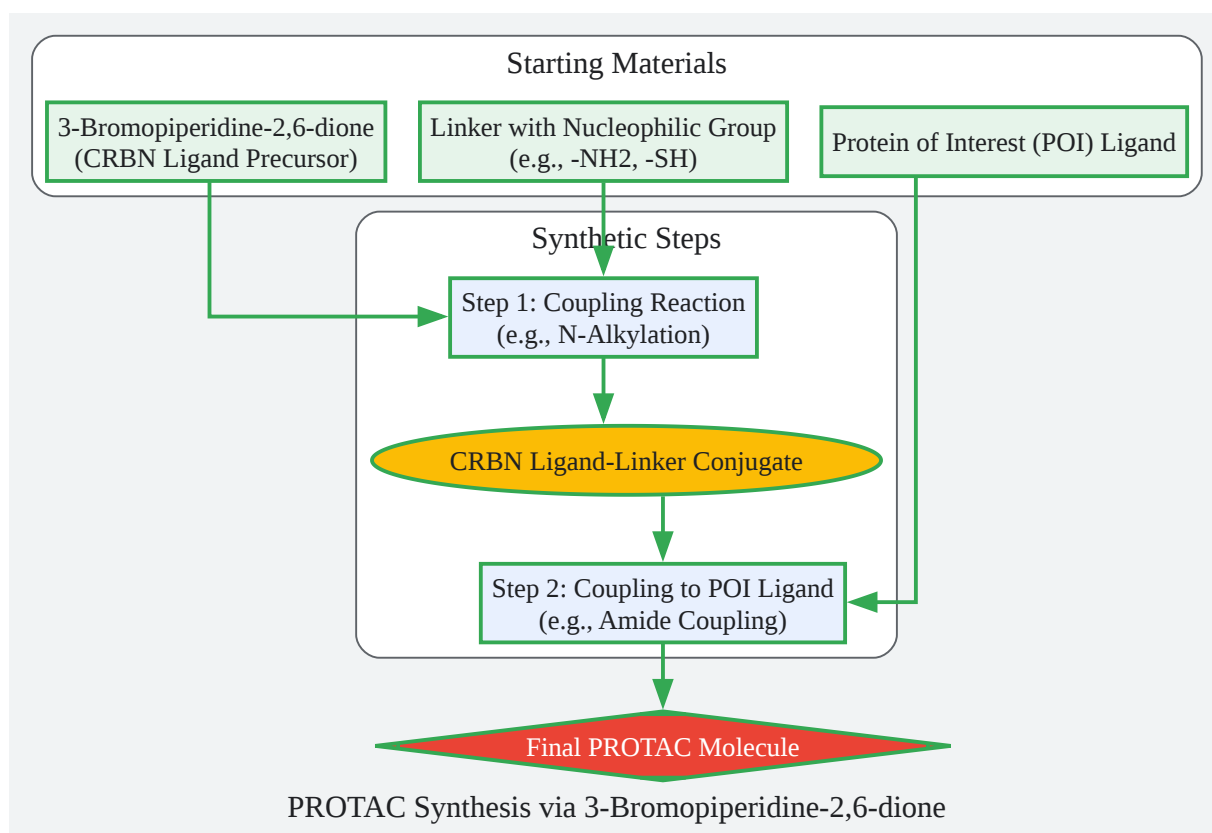 Starting Materials
3-Bromopiperidine-2,6-dione
(CRBN Ligand Precursor)
Linker with Nucleophilic Group
(e.g., -NH2, -SH)
Protein of Interest (POI) Ligand
Synthetic Steps
Step 1: Coupling Reaction
(e.g., N-Alkylation)
CRBN Ligand-Linker Conjugate
Step 2: Coupling to POI Ligand
(e.g., Amide Coupling)
Final PROTAC Molecule
PROTAC Synthesis via 3-Bromopiperidine-2,6-dione